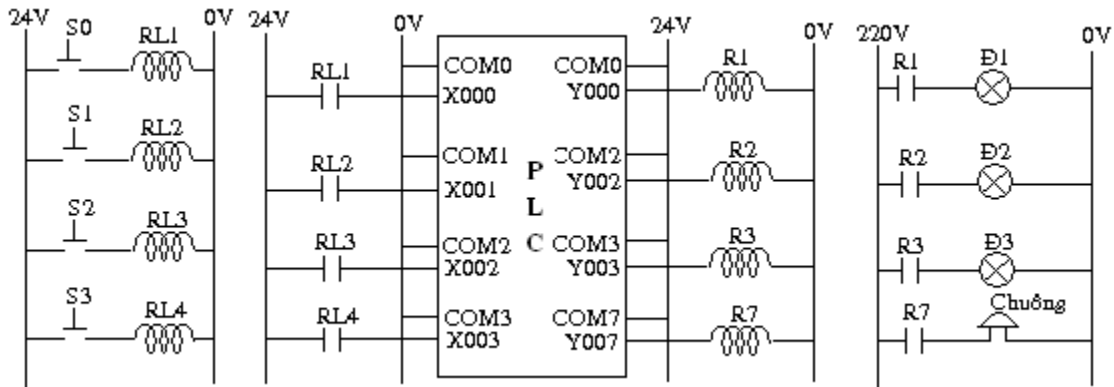 24V 0V 24V 0V 24V 0V 220V 0V
S0 RL1
RL1 COM0 COM0 R1 R1 Đ1
X000 Y000
S1 RL2
RL2 COM1 COM2 R2 R2 Đ2
X001 P Y002
L
S2 RL3
RL3 COM2 C COM3 R3 R3 Đ3
X002 Y003
S3 RL4
RL4 COM3 COM7 R7 R7 Chuông
X003 Y007